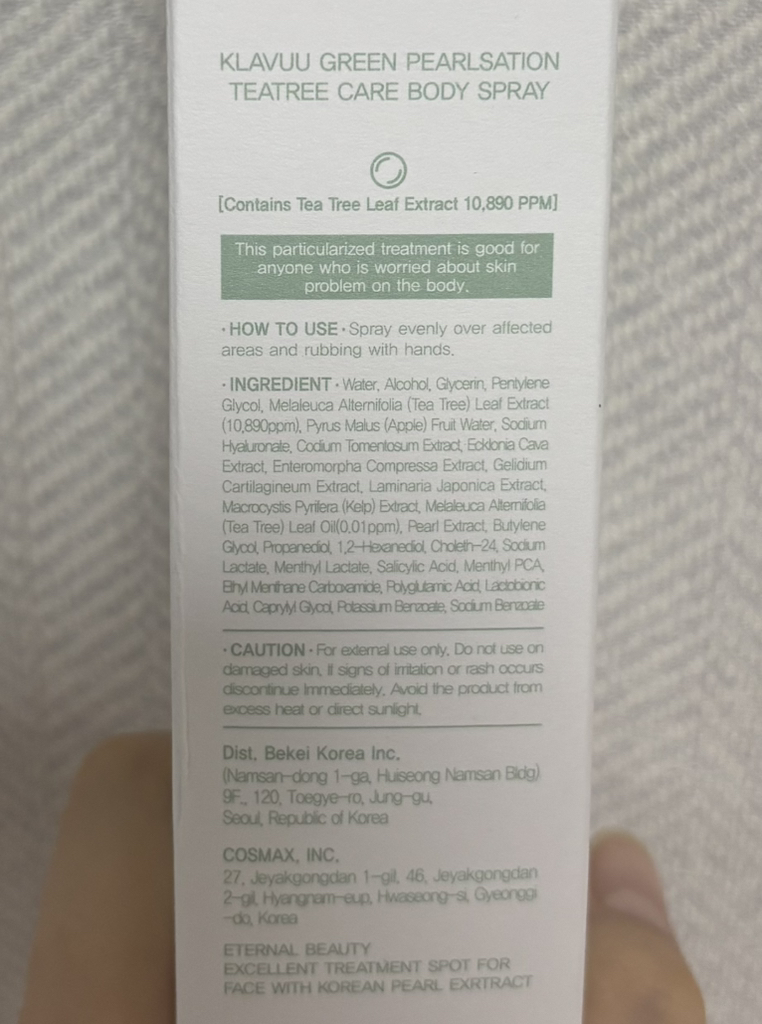 KLAVUU GREEN PEARLSATION
TEATREE CARE BODY SPRAY
[Contains Tea Tree Leaf Extract 10,890 PPM]
This particularized treatment is good for
anyone who is worried about skin
problem on the body.
· HOW TO USE · Spray evenly over affected
areas and rubbing with hands.
· INGREDIENT · Water, Alcohol, Glycerin, Pentylene
Glycol, Melaleuca Alternifolia (Tea Tree) Leaf Extract
(10,890ppm), Pyrus Malus (Apple) Fruit Water, Sodium
Hyaluronate, Codium Tomentosum Extract, Ecklonia Cava
Extract, Enteromorpha Compressa Extract, Gelidium
Cartilagineum Extract, Laminaria Japonica Extract,
Macrocystis Pyrifera (Kelp) Extract, Melaleuca Alternifolia
(Tea Tree) Leaf Oil(0.01ppm), Pearl Extract, Butylene
Glycol, Propanediol, 1,2-Hexanediol, Choleth-24, Sodium
Lactate, Menthyl Lactate, Salicylic Acid, Menthyl PCA,
Ethyl Menthane Carboxamide, Polyglutamic Acid, Lactobionic
Acid, Caprylyl Glycol, Potassium Benzoate, Sodium Benzoate
· CAUTION · For external use only. Do not use on
damaged skin. If signs of irritation or rash occurs
discontinue Immediately. Avoid the product from
excess heat or direct sunlight.
Dist. Bekei Korea Inc.
(Namsan-dong 1-ga, Huiseong Namsan Bldg)
9F., 120, Toegye-ro, Jung-gu,
Seoul, Republic of Korea
COSMAX, INC.
27, Jeyakgongdan 1-gil, 46, Jeyakgongdan
2-gil, Hyangnam-eup, Hwaseong-si, Gyeonggi
-do, Korea
ETERNAL BEAUTY
EXCELLENT TREATMENT SPOT FOR
FACE WITH KOREAN PEARL EXRTRACT